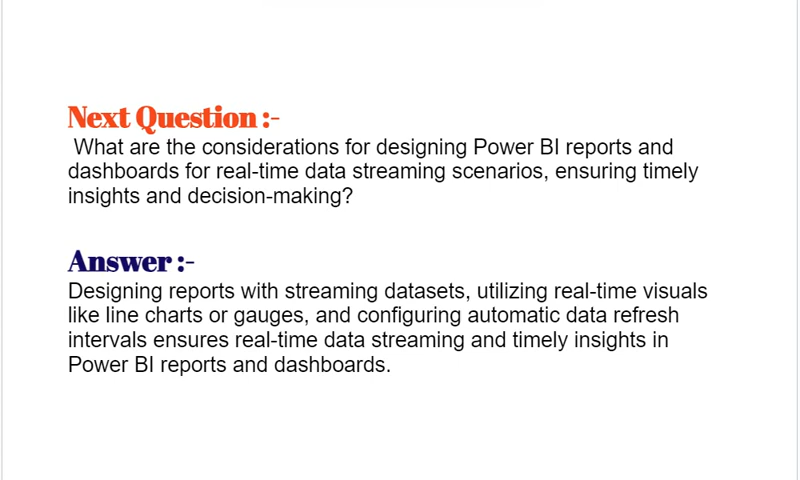 Next Question :-
What are the considerations for designing Power BI reports and
dashboards for real-time data streaming scenarios, ensuring timely
insights and decision-making?
Answer :-
Designing reports with streaming datasets, utilizing real-time visuals
like line charts or gauges, and configuring automatic data refresh
intervals ensures real-time data streaming and timely insights in
Power BI reports and dashboards.